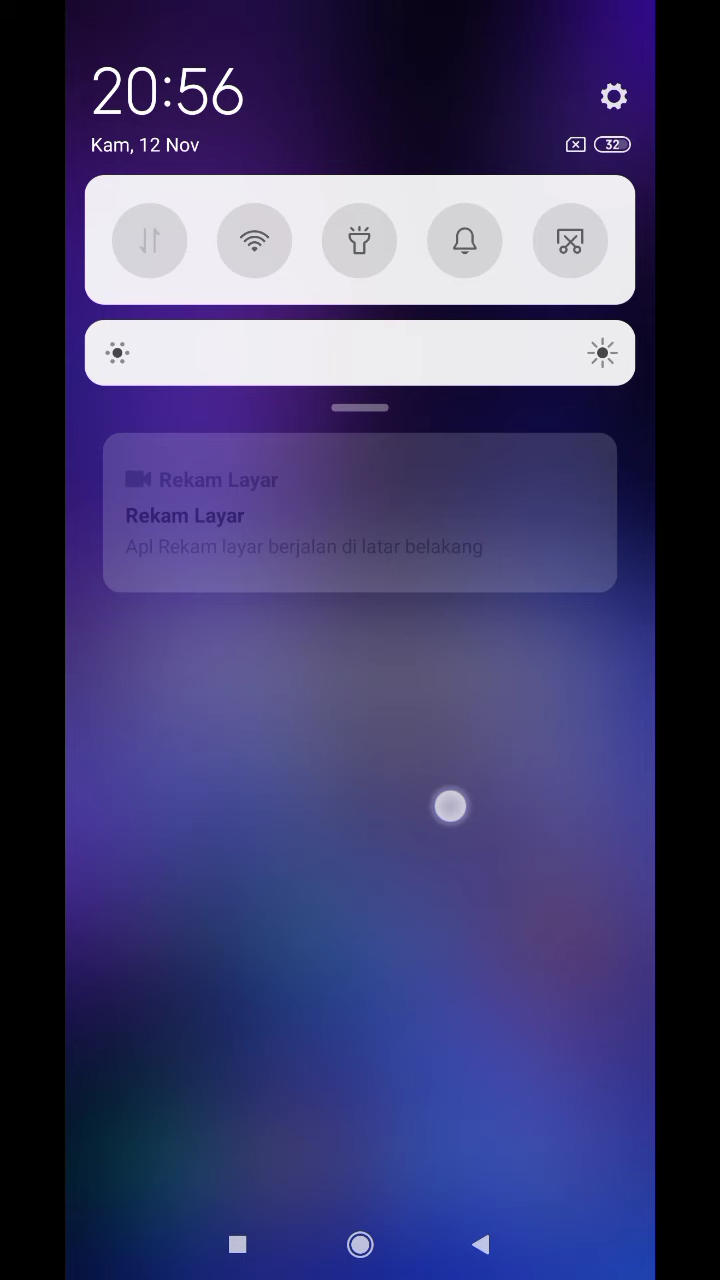 20:56
Kam, 12 Nov
32
Rekam Layar
Rekam Layar
Apl Rekam layar berjalan di latar belakang